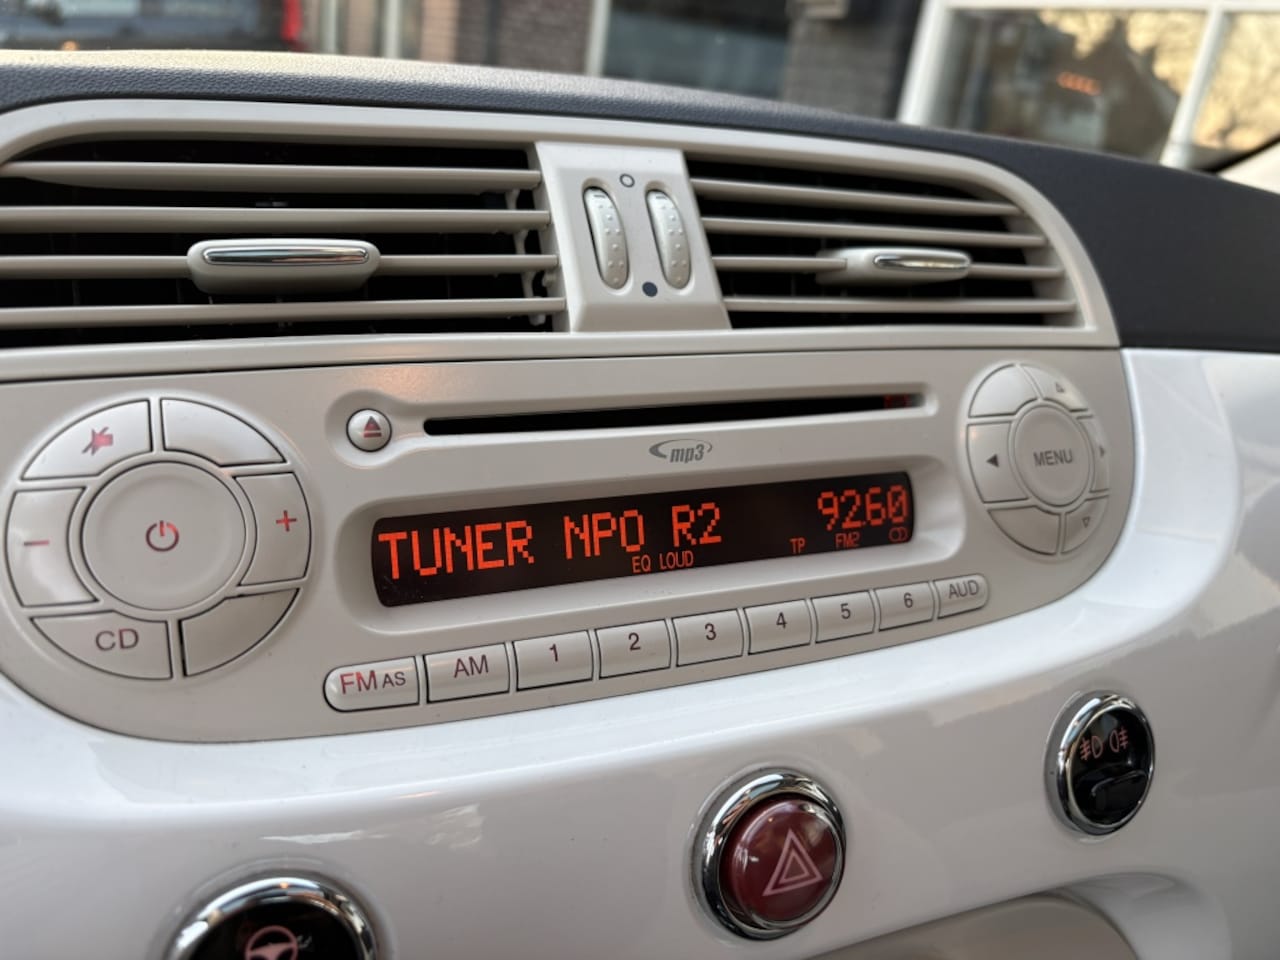 mp3
MENU
TUNER NPO R2 92.60
EQ LOUD TP FM2
CD
FM AS AM 1 2 3 4 5 6 AUD